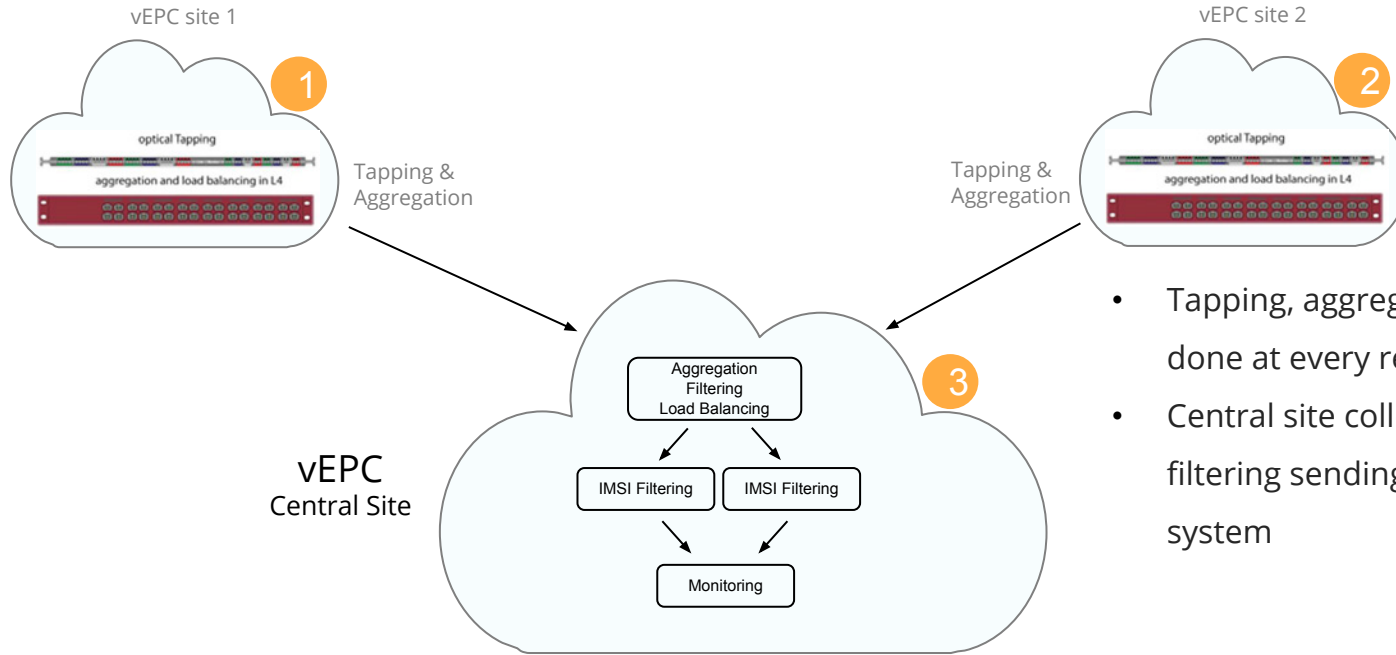 vEPC site 1
vEPC site 2
1
2
optical Tapping
aggregation and load balancing in L4
Tapping &
Aggregation
Tapping &
Aggregation
optical Tapping
aggregation and load balancing in L4
• Tapping, aggreg
done at every r
• Central site coll
filtering sending
system
3
Aggregation
Filtering
Load Balancing
vEPC
Central Site
IMSI Filtering
IMSI Filtering
Monitoring